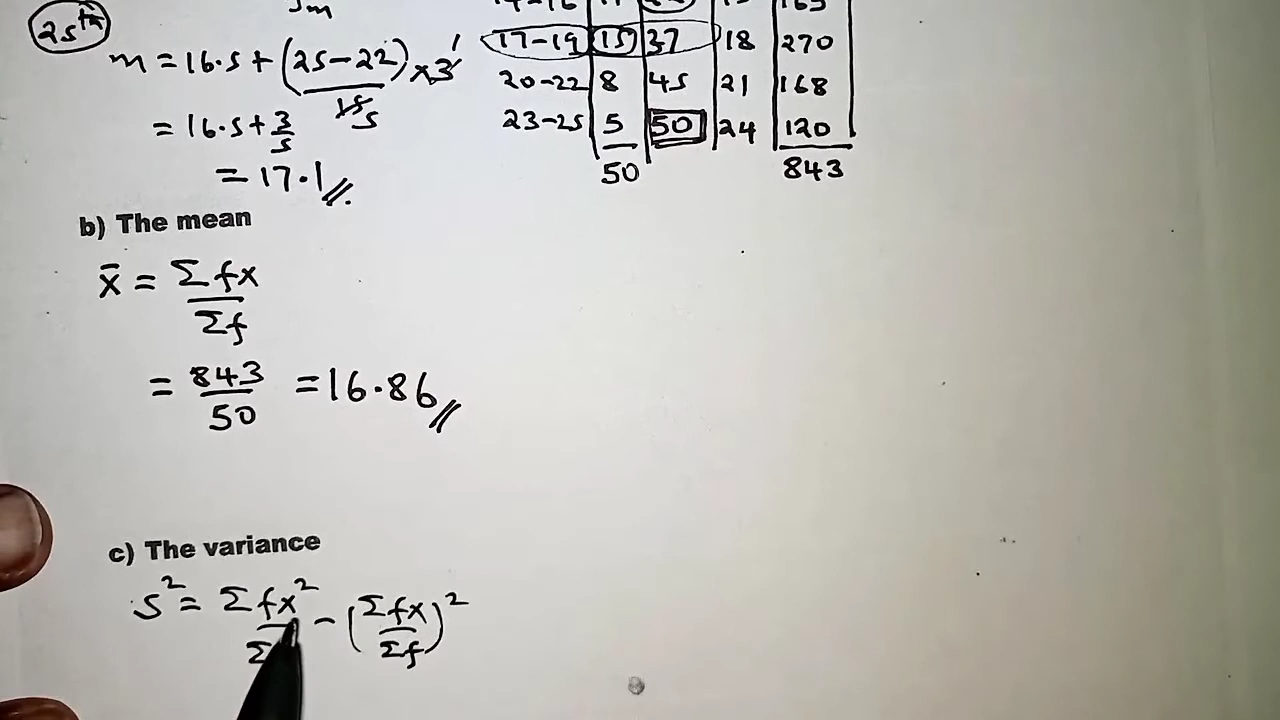 25th
m = 16.5 + (25-22) × 3 1
15 5
= 16.5 + 3/5
= 17.1 //.
17-19 15 37 18 270
20-22 8 45 21 168
23-25 5 50 24 120
50 843
b) The mean
x̄ = Σfx
Σf
= 843 = 16.86 //
50
c) The variance
s² = Σfx² - (Σfx)²
Σ Σf